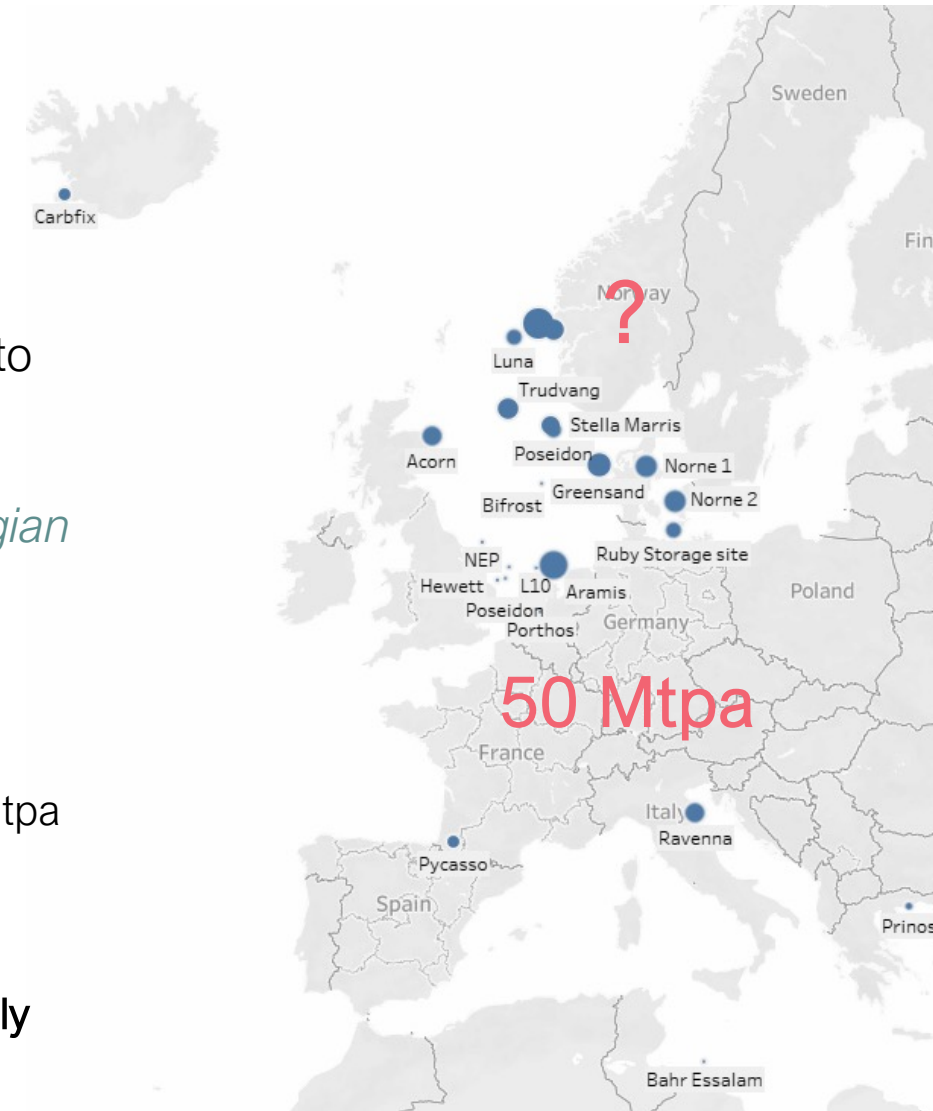 to
gian
tpa
ly
Sweden
Carbfix
Fin
Norway
?
Luna
Trudvang
Stella Marris
Acorn
Poseidon
Norne 1
Greensand
Bifrost
Norne 2
NEP
Ruby Storage site
Hewett
L10
Aramis
Poland
Poseidon
Germany
Porthos
50 Mtpa
France
Italy
Ravenna
Pycasso
Spain
Prinos
Bahr Essalam